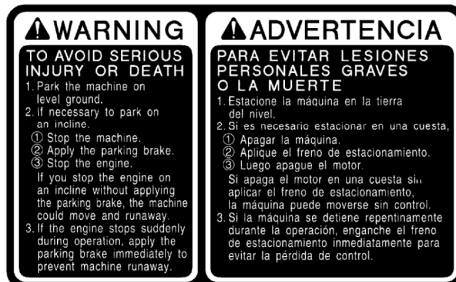 WARNING
TO AVOID SERIOUS
INJURY OR DEATH
1. Park the machine on
level ground.
2. If necessary to park on
an incline.
① Stop the machine.
② Apply the parking brake.
③ Stop the engine.
If you stop the engine on
an incline without applying
the parking brake, the machine
could move and runaway.
3. If the engine stops suddenly
during operation, apply the
parking brake immediately to
prevent machine runaway.
ADVERTENCIA
PARA EVITAR LESIONES
PERSONALES GRAVES
O LA MUERTE
1. Estacione la máquina en la tierra
del nivel.
2. Si es necesario estacionar en una cuesta,
① Apagar la máquina.
② Aplique el freno de estacionamiento.
③ Luego apague el motor.
Si apaga el motor en una cuesta sin
aplicar el freno de estacionamiento,
la máquina puede moverse sin control.
3. Si la máquina se detiene repentinamente
durante la operación, enganche el freno
de estacionamiento inmediatamente para
evitar la pérdida de control.